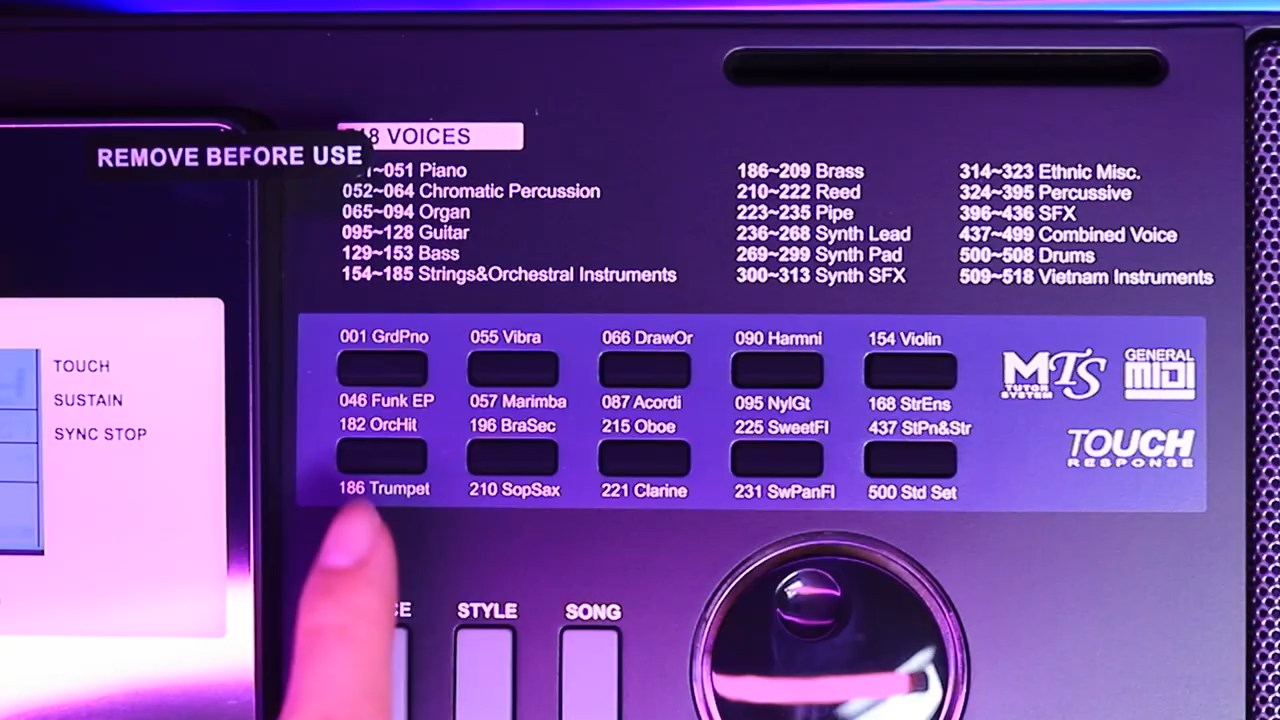 REMOVE BEFORE USE
VOICES
051 Piano
052~064 Chromatic Percussion
065~094 Organ
095~128 Guitar
129~153 Bass
154~185 Strings&Orchestral Instruments
186~209 Brass
210~222 Reed
223~235 Pipe
236~268 Synth Lead
269~299 Synth Pad
300~313 Synth SFX
314~323 Ethnic Misc.
324~395 Percussive
396~436 SFX
437~499 Combined Voice
500~508 Drums
509~518 Vietnam Instruments
TOUCH
SUSTAIN
SYNC STOP
001 GrdPno 055 Vibra 066 DrawOr 090 Harmni 154 Violin
046 Funk EP 057 Marimba 087 Acordi 095 NylGt 168 StrEns
182 OrcHit 196 BraSec 215 Oboe 225 SweetFl 437 StPn&Str
186 Trumpet 210 SopSax 221 Clarine 231 SwPanFl 500 Std Set
MTS
TUTOR
SYSTEM
GENERAL
MIDI
TOUCH
RESPONSE
STYLE SONG